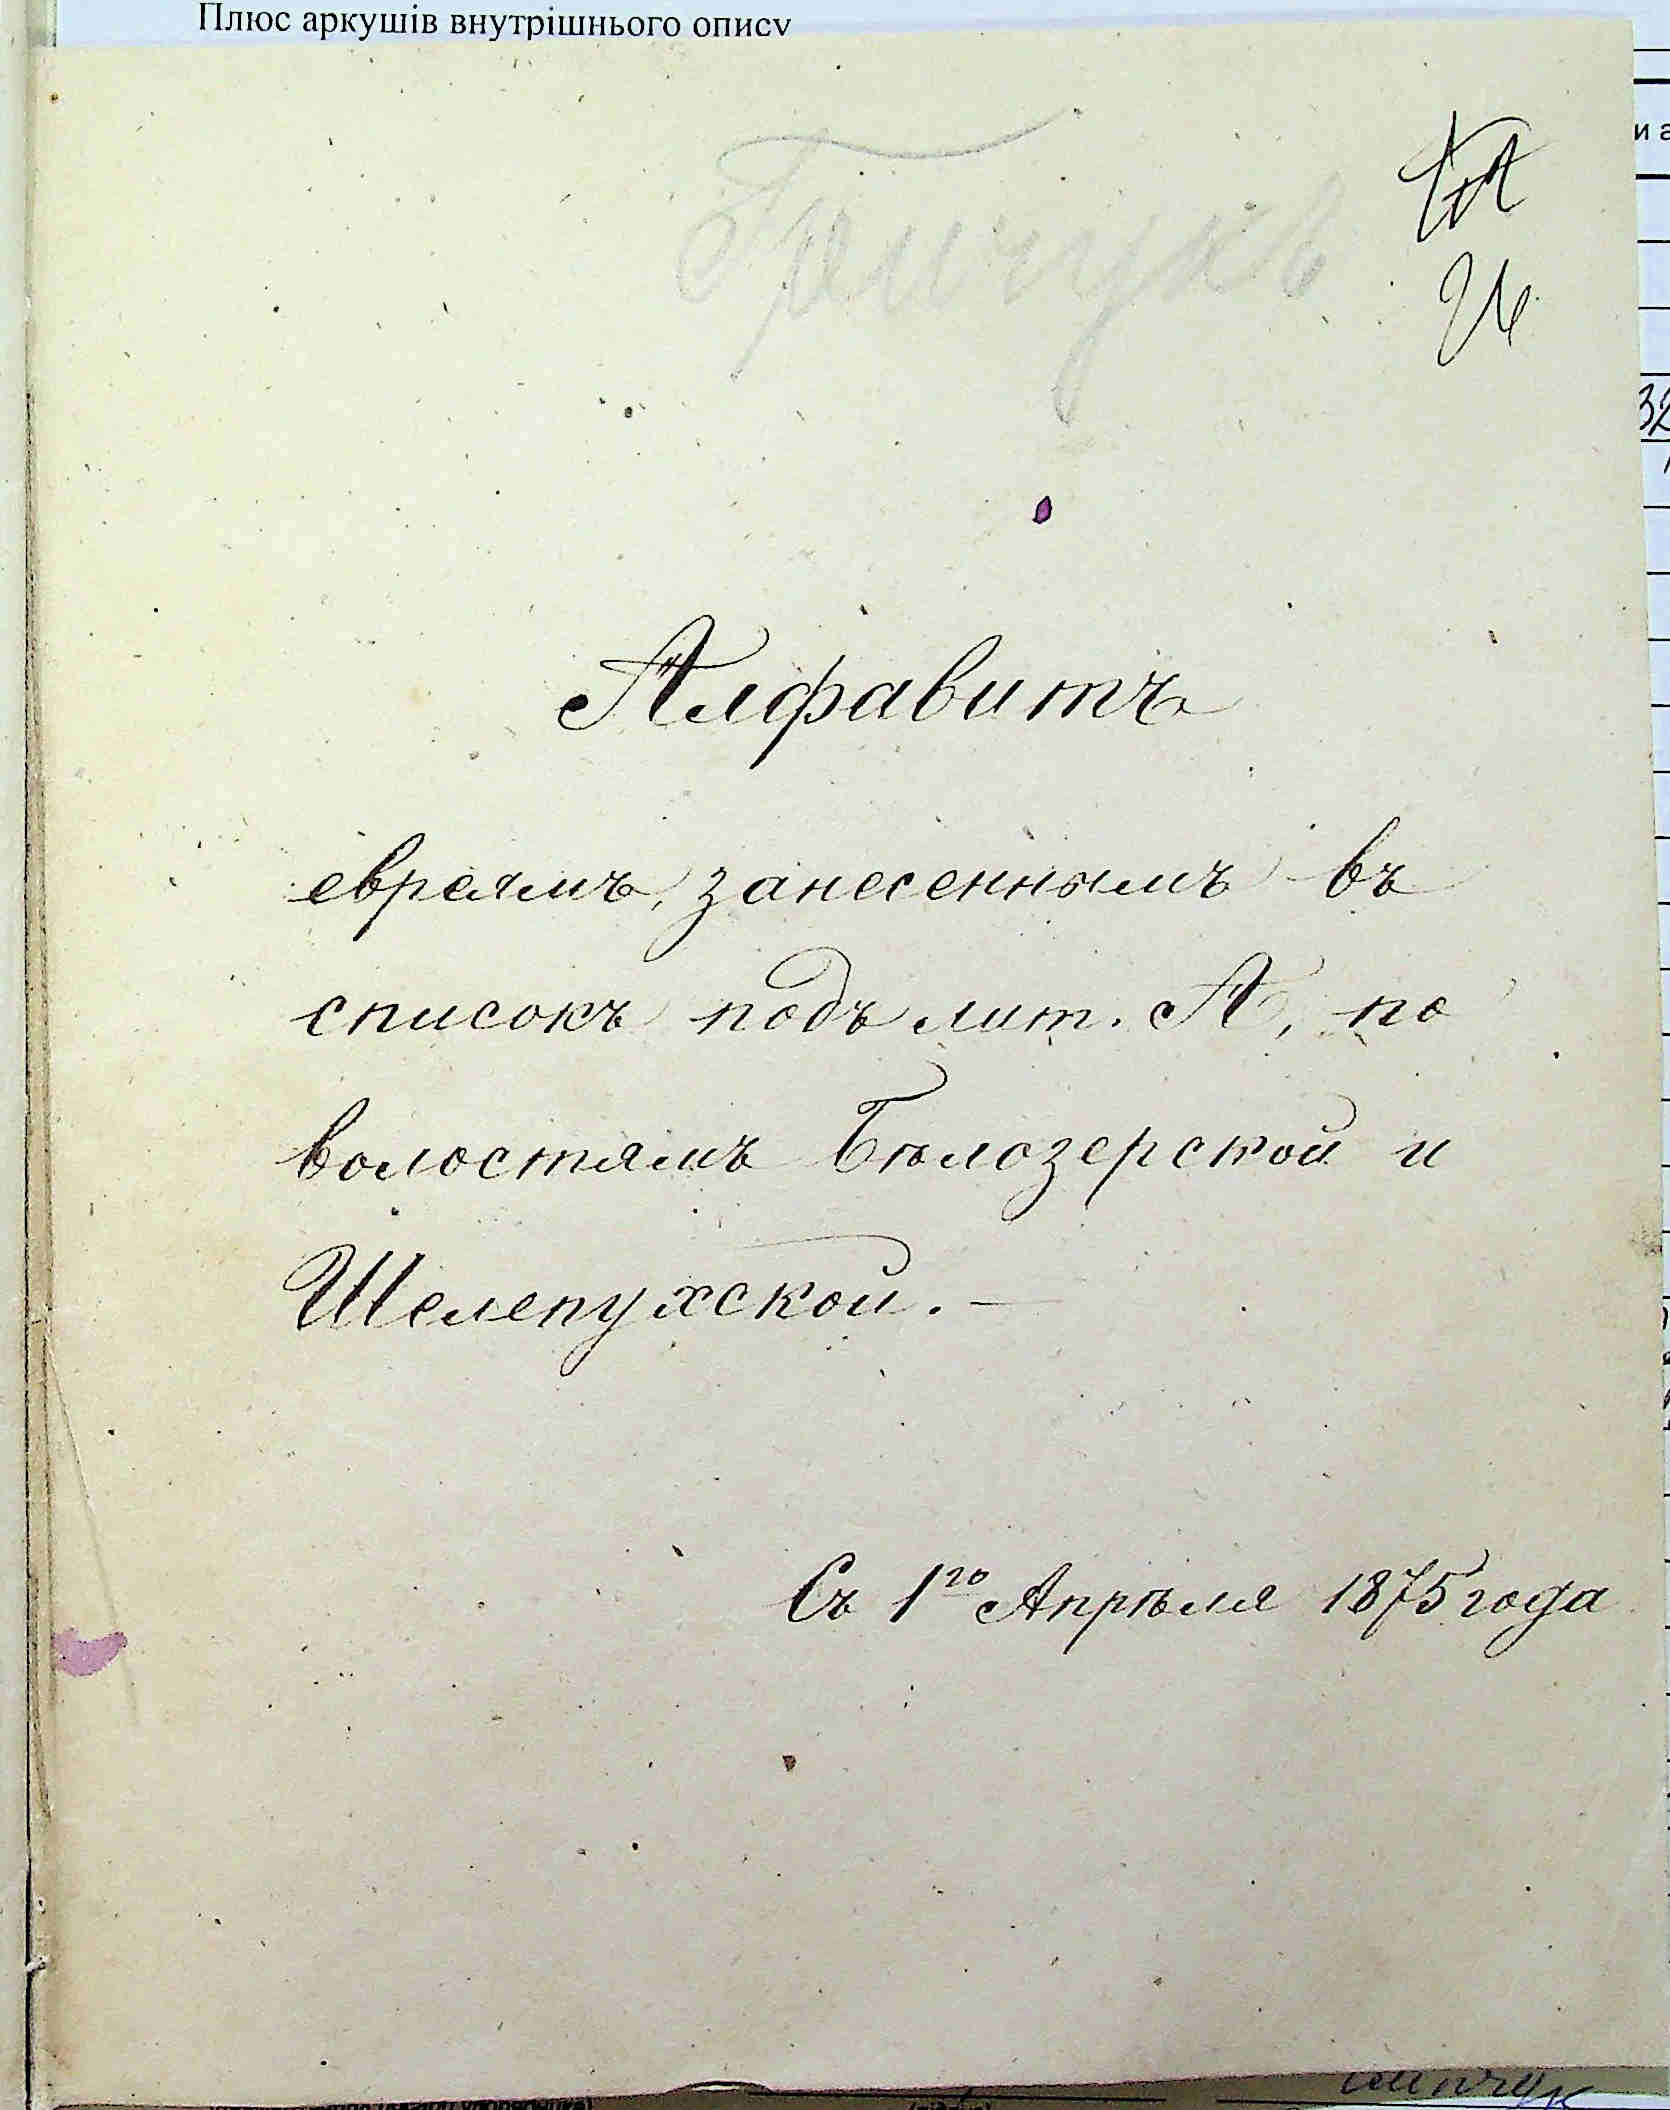 Плюс аркушів внутрішнього опису
Алфавитъ
евреямъ, занесеннымъ въ
списокъ подъ лит. А, по
волостямъ Бѣлозерской и
Шелепухской. —
Съ 1го Апрѣля 1875 года